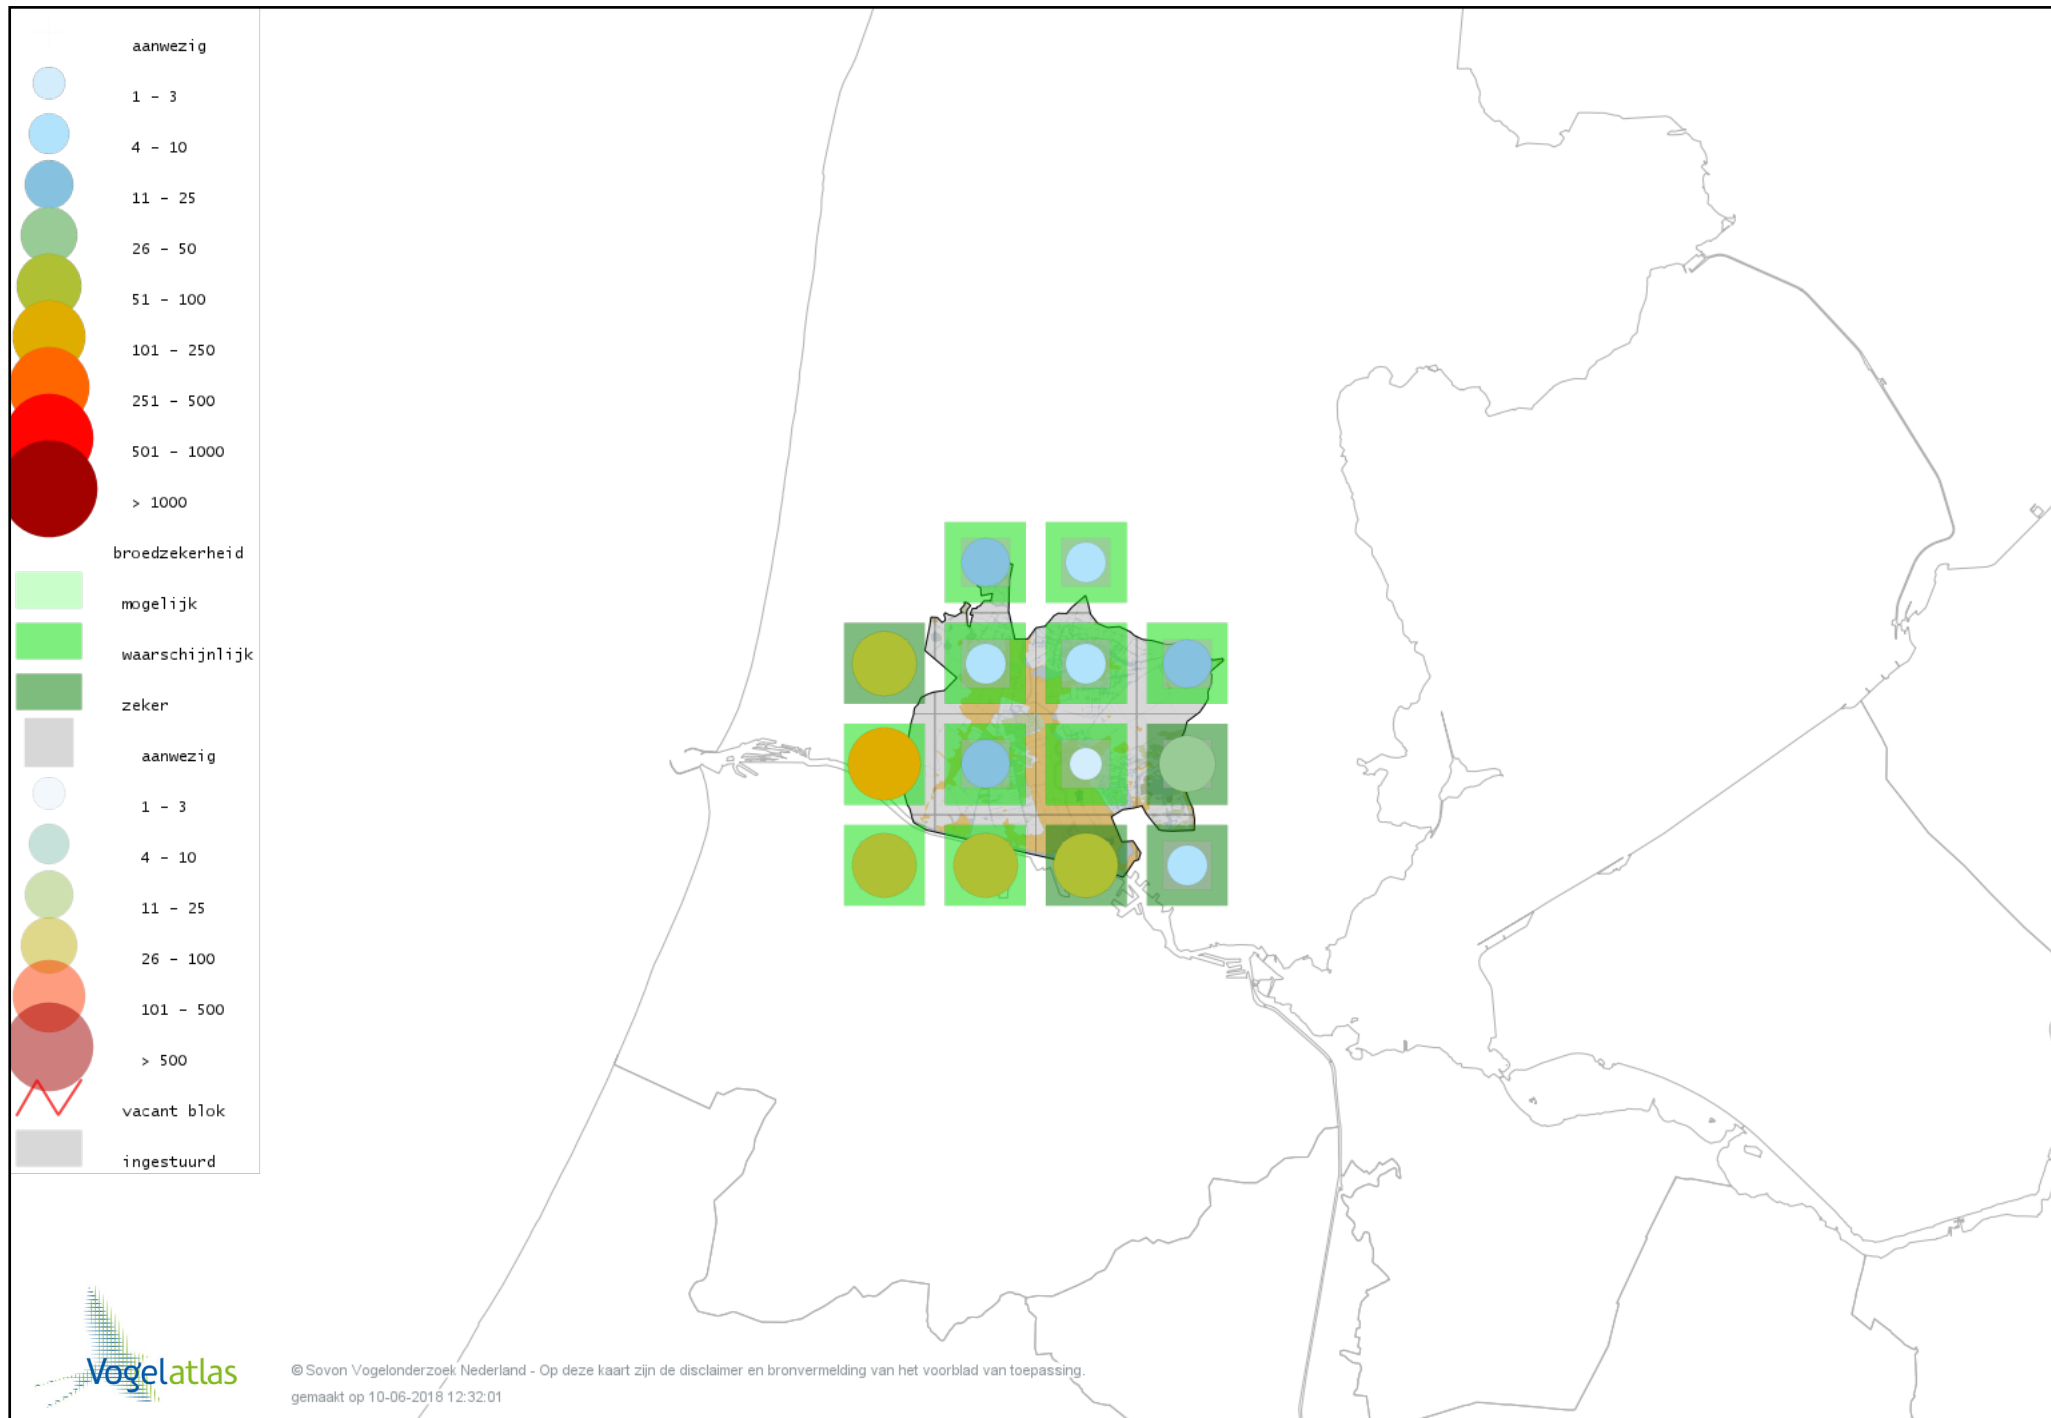 aanwezig
1 - 3
4 - 10
11 - 25
26 - 50
51 - 100
101 - 250
251 - 500
501 - 1000
> 1000
broedzekerheid
mogelijk
waarschijnlijk
zeker
aanwezig
1 - 3
4 - 10
11 - 25
26 - 100
101 - 500
> 500
vacant blok
ingestuurd
Vogelatlas
© Sovon Vogelonderzoek Nederland - Op deze kaart zijn de disclaimer en bronvermelding van het voorblad van toepassing.
gemaakt op 10-06-2018 12:32:01